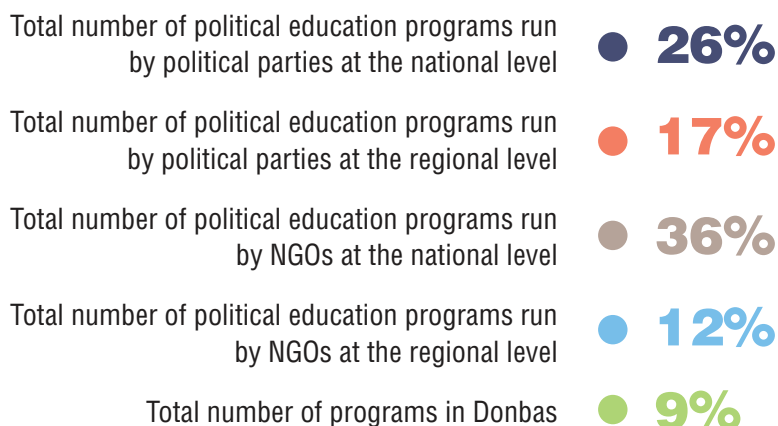 Total number of political education programs run
by political parties at the national level
26%
Total number of political education programs run
by political parties at the regional level
17%
Total number of political education programs run
by NGOs at the national level
36%
Total number of political education programs run
by NGOs at the regional level
12%
Total number of programs in Donbas
9%